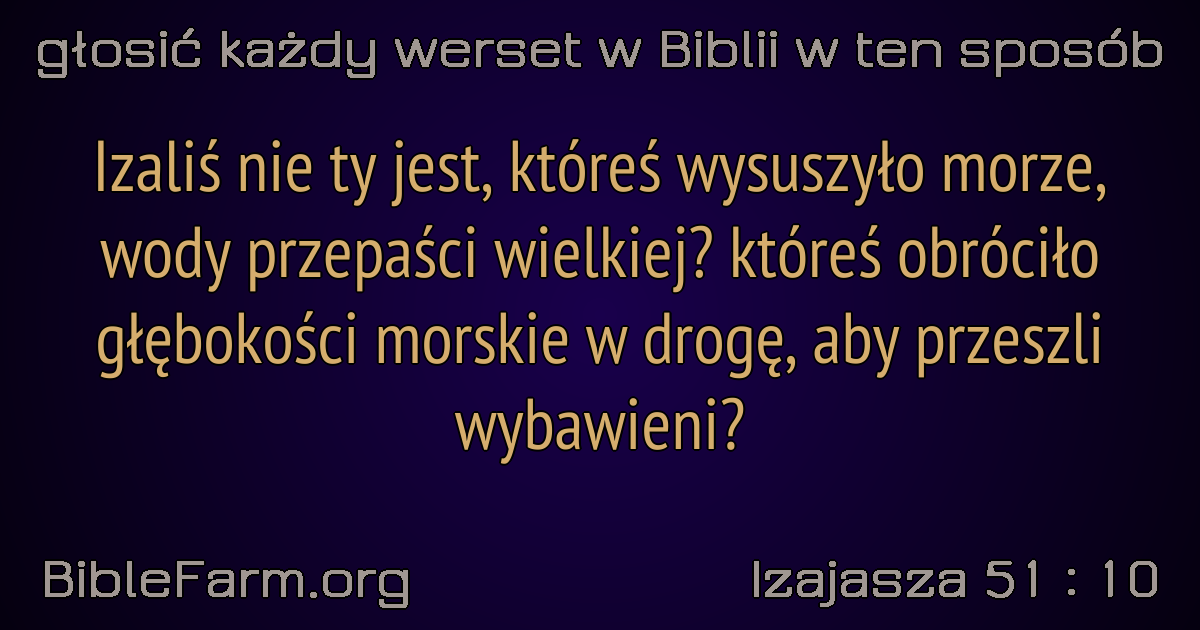 głosić każdy werset w Biblii w ten sposób
Izaliś nie ty jest, któreś wysuszyło morze,
wody przepaści wielkiej? któreś obróciło
głębokości morskie w drogę, aby przeszli
wybawieni?
BibleFarm.org
Izajasza 51 : 10